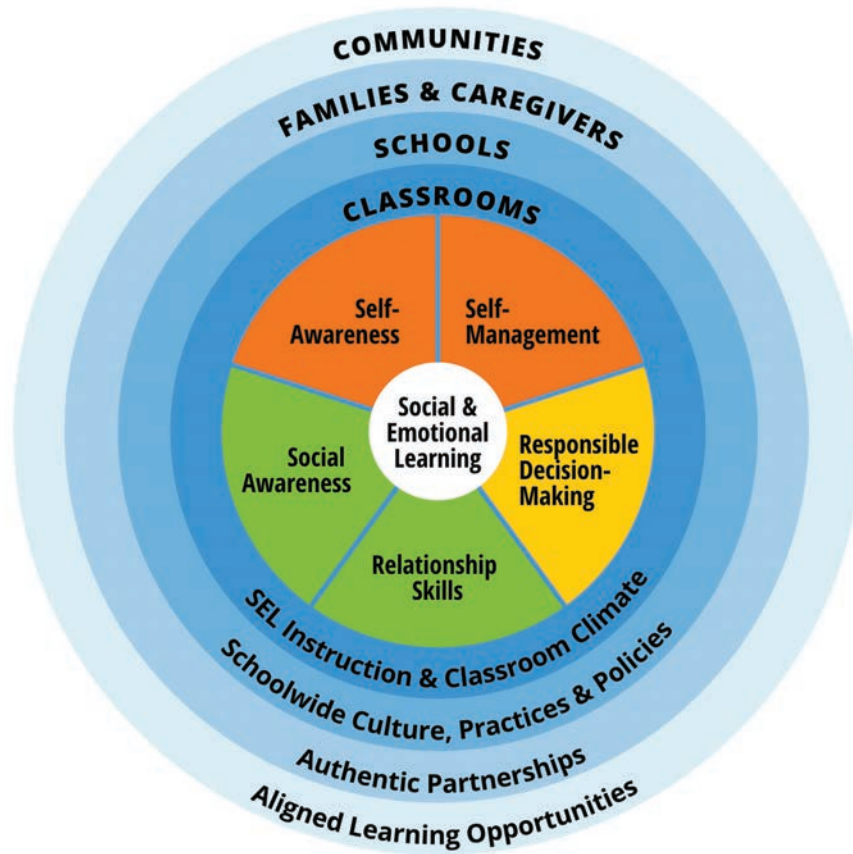 COMMUNITIES
FAMILIES & CAREGIVERS
SCHOOLS
CLASSROOMS
Self-
Awareness
Self-
Management
Social &
Emotional
Learning
Social
Awareness
Responsible
Decision-
Making
Relationship
Skills
SEL Instruction & Classroom Climate
Schoolwide Culture, Practices & Policies
Authentic Partnerships
Aligned Learning Opportunities